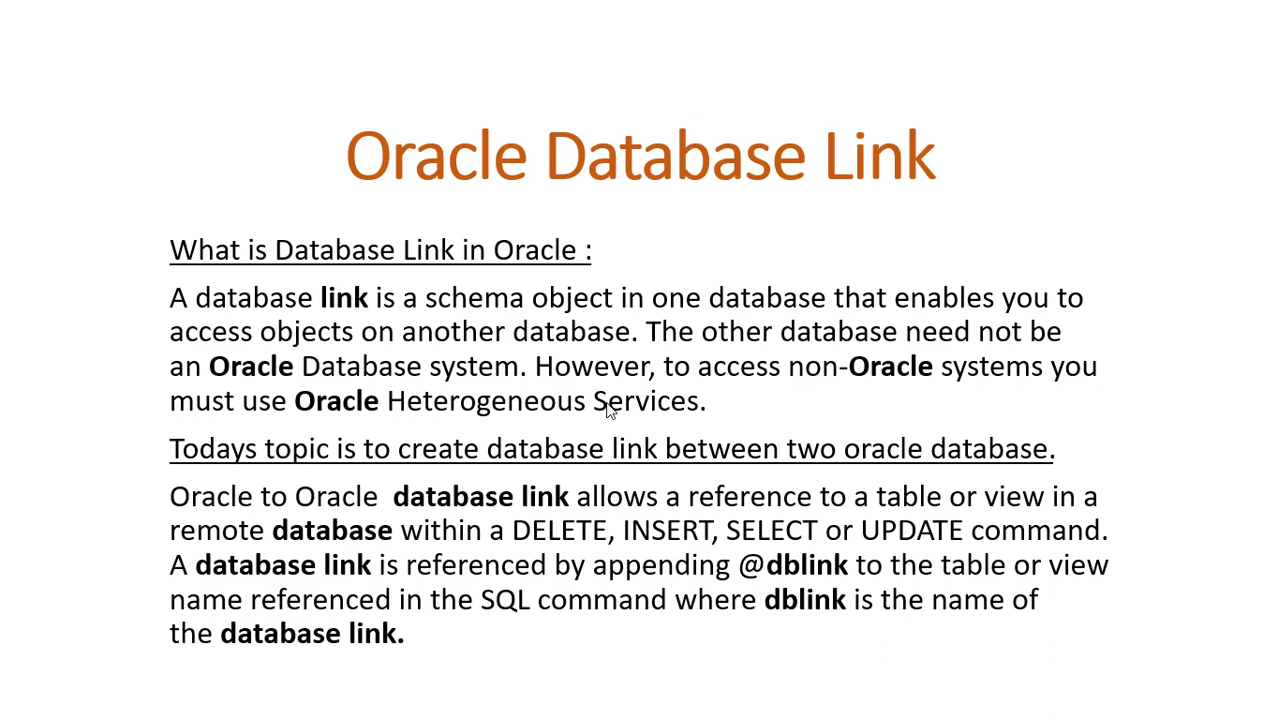 Oracle Database Link
What is Database Link in Oracle :
A database link is a schema object in one database that enables you to
access objects on another database. The other database need not be
an Oracle Database system. However, to access non-Oracle systems you
must use Oracle Heterogeneous Services.
Todays topic is to create database link between two oracle database.
Oracle to Oracle  database link allows a reference to a table or view in a
remote database within a DELETE, INSERT, SELECT or UPDATE command.
A database link is referenced by appending @dblink to the table or view
name referenced in the SQL command where dblink is the name of
the database link.